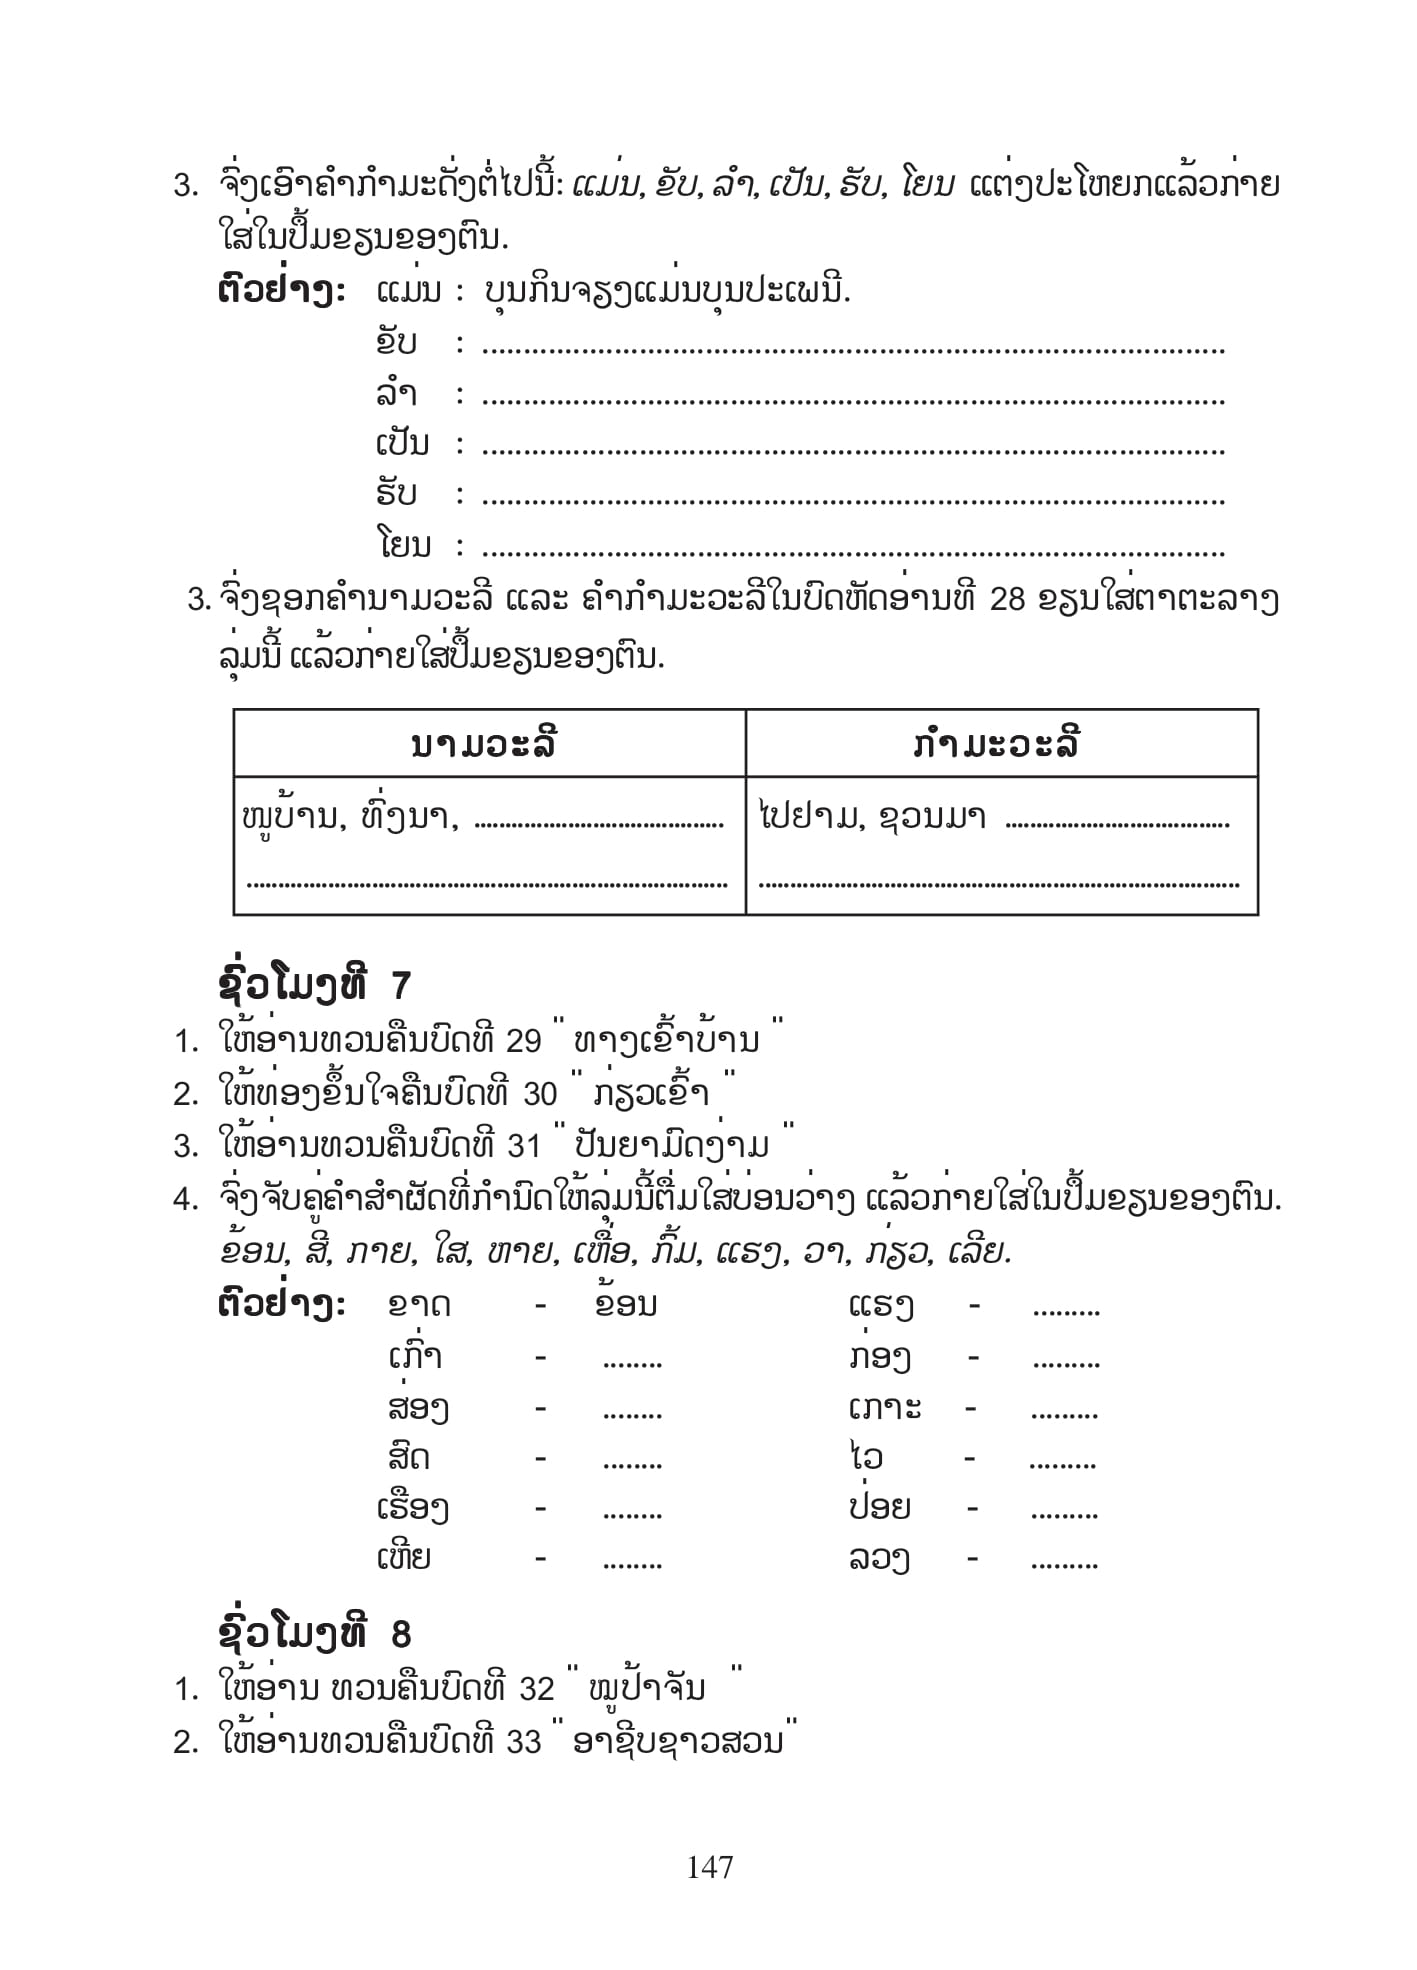 3. ຈົ່ງເອົາຄຳກຳມະດັ່ງຕໍ່ໄປນີ້: ແມ່ນ, ຂັບ, ລຳ, ເປັນ, ຮັບ, ໂຍນ ແຕ່ງປະໂຫຍກແລ້ວກ່າຍ
ໃສ່ໃນປຶ້ມຂຽນຂອງຕົນ.
ຕົວຢ່າງ: ແມ່ນ : ບຸນກິນຈຽງແມ່ນບຸນປະເພນີ.
ຂັບ : ..........................................................................................
ລຳ : ..........................................................................................
ເປັນ : ..........................................................................................
ຮັບ : ..........................................................................................
ໂຍນ : ..........................................................................................
3. ຈົ່ງຊອກຄຳນາມວະລີ ແລະ ຄຳກຳມະວະລີໃນບົດຫັດອ່ານທີ 28 ຂຽນໃສ່ຕາຕະລາງ
ລຸ່ມນີ້ ແລ້ວກ່າຍໃສ່ປຶ້ມຂຽນຂອງຕົນ.
ນາມວະລີ ກຳມະວະລີ
ໝູ່ບ້ານ, ທົ່ງນາ, ........................................ ໄປຢາມ, ຊວນມາ ....................................
............................................................................. .............................................................................
ຊົ່ວໂມງທີ 7
1. ໃຫ້ອ່ານທວນຄືນບົດທີ 29 " ທາງເຂົ້າບ້ານ "
2. ໃຫ້ທ່ອງຂຶ້ນໃຈຄືນບົດທີ 30 " ກ່ຽວເຂົ້າ "
3. ໃຫ້ອ່ານທວນຄືນບົດທີ 31 " ປັນຍາມົດງ່າມ "
4. ຈົ່ງຈັບຄູ່ຄຳສຳຜັດທີ່ກຳນົດໃຫ້ລຸ່ມນີ້ຕື່ມໃສ່ບ່ອນວ່າງ ແລ້ວກ່າຍໃສ່ໃນປຶ້ມຂຽນຂອງຕົນ.
ຂ້ອນ, ສີ, ກາຍ, ໃສ, ຫາຍ, ເຫື່ອ, ກົ້ມ, ແຮງ, ວາ, ກ່ຽວ, ເລີຍ.
ຕົວຢ່າງ: ຂາດ - ຂ້ອນ ແຮງ - .........
ເກົ່າ - ........ ກ່ອງ - .........
ສ່ອງ - ........ ເກາະ - .........
ສົດ - ........ ໄວ - .........
ເຮືອງ - ........ ປ່ອຍ - .........
ເຫີຍ - ........ ລວງ - .........
ຊົ່ວໂມງທີ 8
1. ໃຫ້ອ່ານ ທວນຄືນບົດທີ 32 " ໝູປ້າຈັນ "
2. ໃຫ້ອ່ານທວນຄືນບົດທີ 33 " ອາຊີບຊາວສວນ"
147